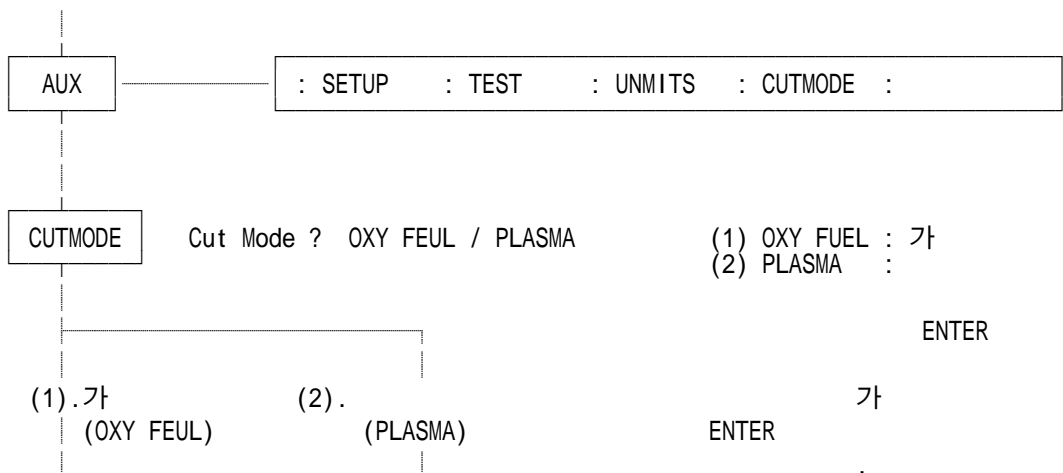 AUX : SETUP : TEST : UNMITS : CUTMODE :
CUTMODE Cut Mode ? OXY FEUL / PLASMA (1) OXY FUEL : 가
(2) PLASMA :
ENTER
(1).가 (2). 가
(OXY FEUL) (PLASMA) ENTER
.